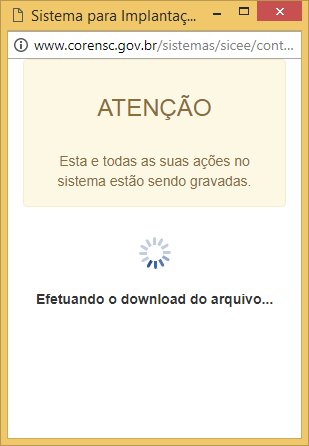 Sistema para Implantaç...
www.corensc.gov.br/sistemas/sicee/cont...
ATENÇÃO
Esta e todas as suas ações no
sistema estão sendo gravadas.
Efetuando o download do arquivo...